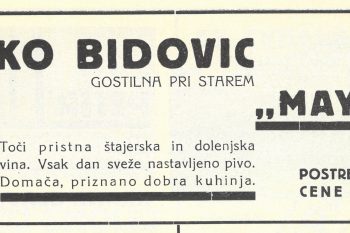 KO BIDOVIC
GOSTILNA PRI STAREM
Toči pristna štajerska in dolenjska
vina. Vsak dan sveže nastavljeno pivo.
Domača, priznano dobra kuhinja.
„MAY
POSTRE
CENE